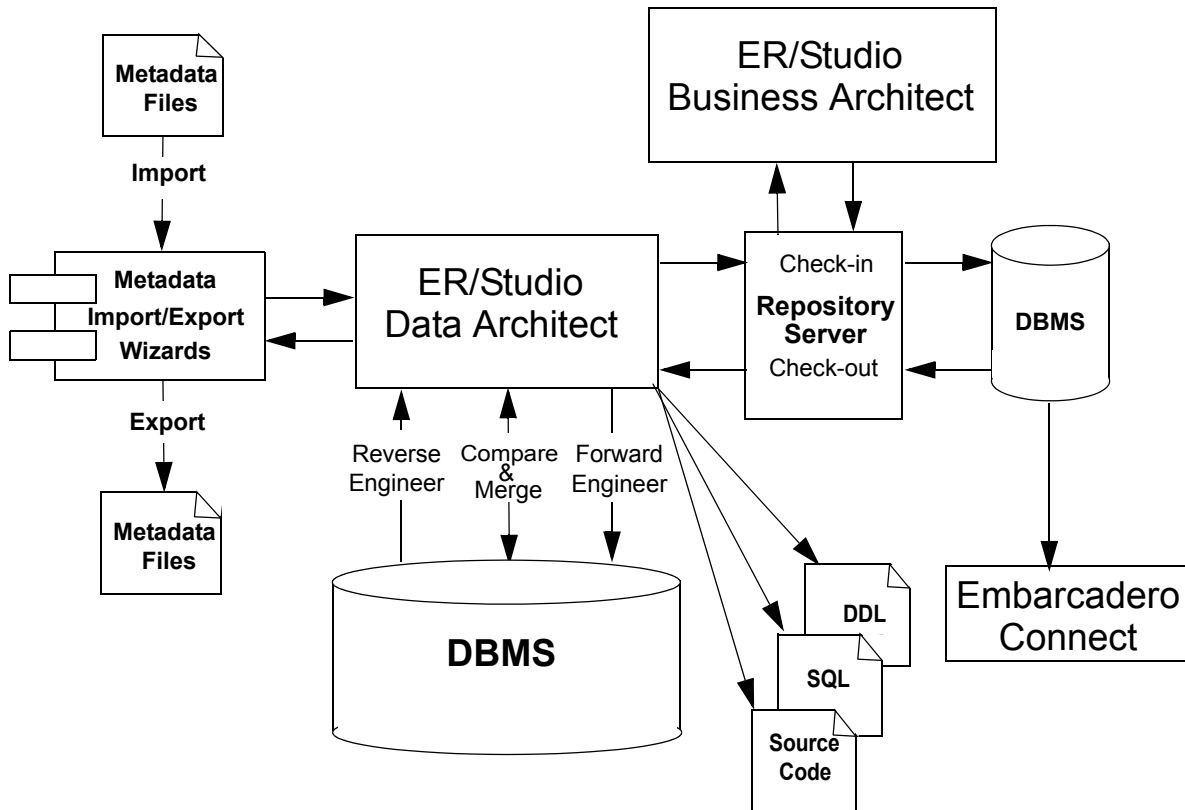 Metadata
Files
Import
Metadata
Import/Export
Wizards
Export
Metadata
Files
ER/Studio
Data Architect
Reverse
Engineer
Compare
&
Merge
Forward
Engineer
DBMS
ER/Studio
Business Architect
Check-in
Repository
Server
Check-out
DBMS
Embarcadero
Connect
DDL
SQL
Source
Code